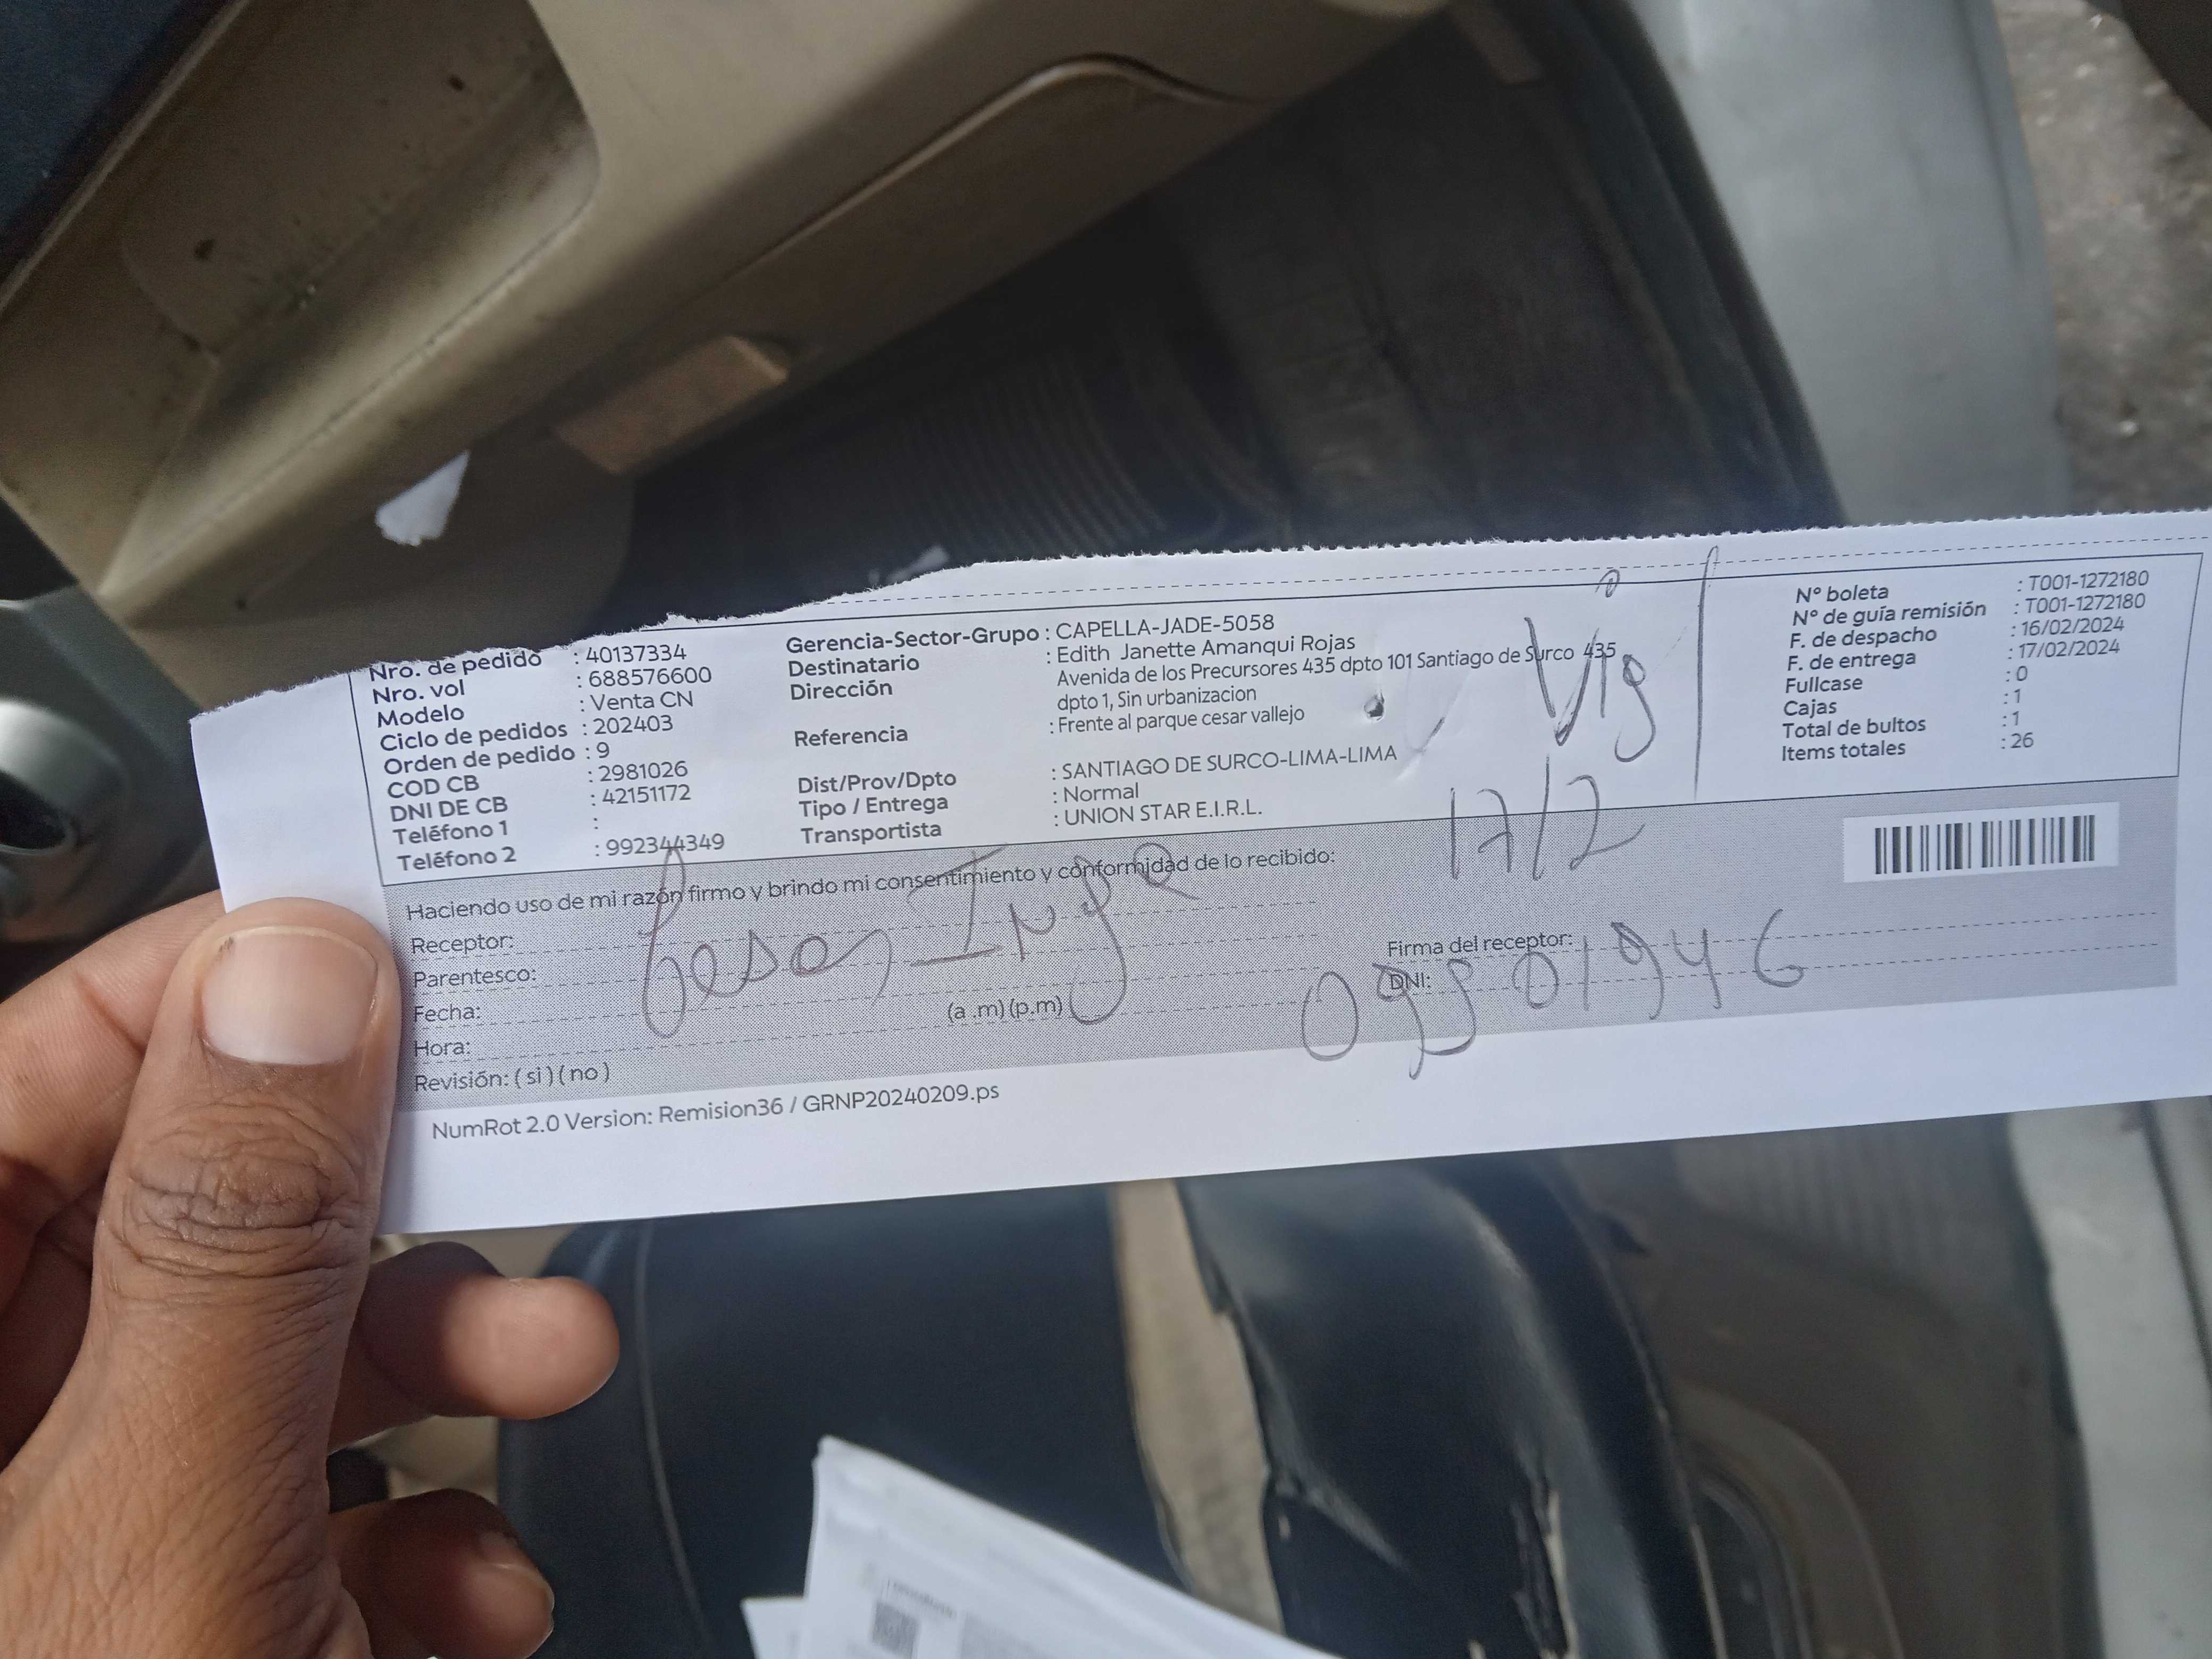 Nro. de pedido : 40137334
Nro. vol : 688576600
Modelo : Venta CN
Ciclo de pedidos : 202403
Orden de pedido : 9
COD CB : 2981026
DNI DE CB : 42151172
Teléfono 1 :
Teléfono 2 : 992344349
Gerencia-Sector-Grupo : CAPELLA-JADE-5058
Destinatario : Edith Janette Amanqui Rojas
Dirección : Avenida de los Precursores 435 dpto 101 Santiago de Surco 435
dpto 1, Sin urbanizacion
Referencia : Frente al parque cesar vallejo
Dist/Prov/Dpto : SANTIAGO DE SURCO-LIMA-LIMA
Tipo / Entrega : Normal
Transportista : UNION STAR E.I.R.L.
Vig
17/2
N° boleta : T001-1272180
N° de guía remisión : T001-1272180
F. de despacho : 16/02/2024
F. de entrega : 17/02/2024
Fullcase : 0
Cajas : 1
Total de bultos : 1
Items totales : 26
Haciendo uso de mi razón firmo y brindo mi consentimiento y conformidad de lo recibido:
Receptor:
Parentesco:
Fecha:
Hora: (a .m) (p.m)
Revisión: ( si ) ( no )
Firma del receptor:
DNI:
NumRot 2.0 Version: Remision36 / GRNP20240209.ps